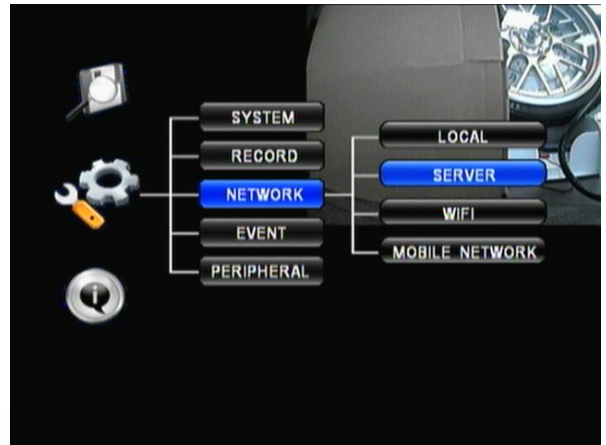 SYSTEM
RECORD
NETWORK
EVENT
PERIPHERAL
LOCAL
SERVER
WIFI
MOBILE NETWORK